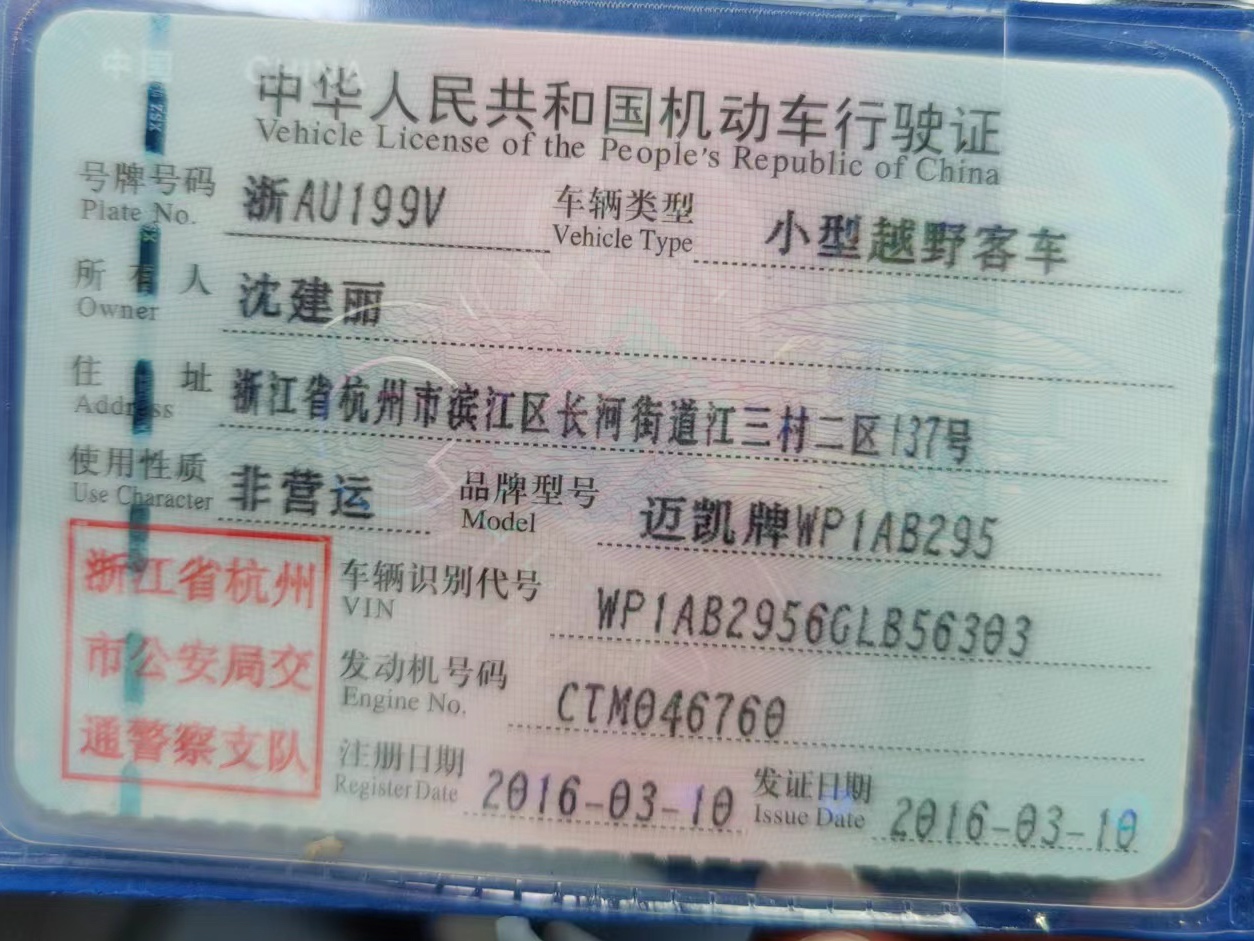 中国 CHINA
中华人民共和国机动车行驶证
Vehicle License of the People's Republic of China
号牌号码 浙AU199V 车辆类型 小型越野客车
Plate No. Vehicle Type
所有人 沈建丽
Owner
住址 浙江省杭州市滨江区长河街道江三村二区137号
Address
使用性质 非营运 品牌型号 迈凯牌WP1AB295
Use Character Model
浙江省杭州
市公安局交
通警察支队
车辆识别代号 WP1AB2956GLB56303
VIN
发动机号码 CTM046760
Engine No.
注册日期 2016-03-10 发证日期 2016-03-10
Register Date Issue Date